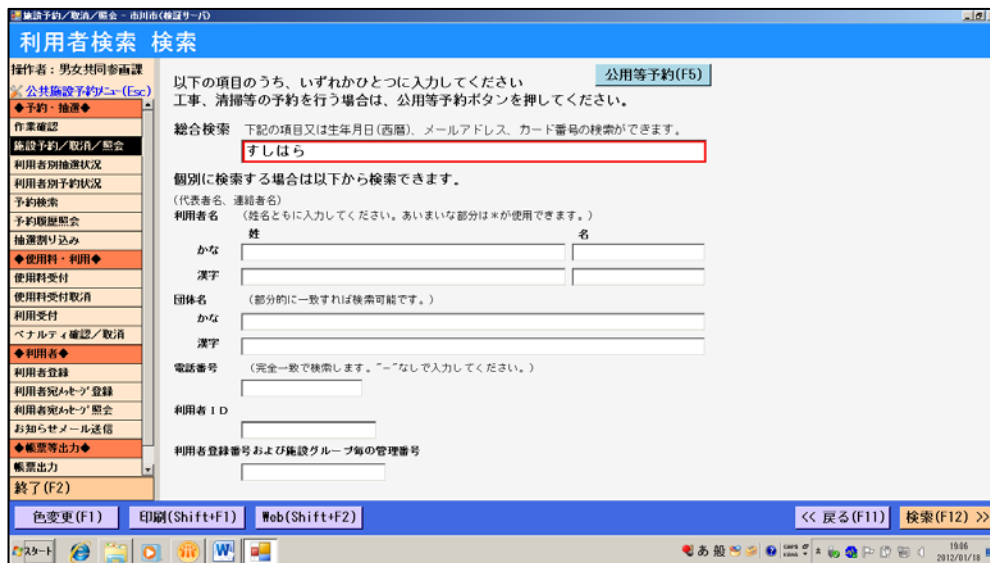 施設予約/取消/照会 - 市川市(検証サーバ)
利用者検索 検索
操作者：男女共同参画課
公共施設予約ﾒﾆｭｰ(Esc)
◆予約・抽選◆
作業確認
施設予約/取消/照会
利用者別抽選状況
利用者別予約状況
予約検索
予約履歴照会
抽選割り込み
◆使用料・利用◆
使用料受付
使用料受付取消
利用受付
ペナルティ確認/取消
◆利用者◆
利用者登録
利用者宛ﾒｯｾｰｼﾞ登録
利用者宛ﾒｯｾｰｼﾞ照会
お知らせメール送信
◆帳票等出力◆
帳票出力
終了(F2)
以下の項目のうち、いずれかひとつに入力してください
公用等予約(F5)
工事、清掃等の予約を行う場合は、公用等予約ボタンを押してください。
総合検索 下記の項目又は生年月日(西暦)、メールアドレス、カード番号の検索ができます。
すしはら
個別に検索する場合は以下から検索できます。
(代表者名、連絡者名)
利用者名 (姓名ともに入力してください。あいまいな部分は＊が使用できます。)
姓 名
かな
漢字
団体名 (部分的に一致すれば検索可能です。)
かな
漢字
電話番号 (完全一致で検索します。"−"なしで入力してください。)
利用者ＩＤ
利用者登録番号および施設グループ毎の管理番号
色変更(F1) 印刷(Shift+F1) Web(Shift+F2) << 戻る(F11) 検索(F12) >>
スタート あ 般 CAPS KANA 19:06
2012/01/18